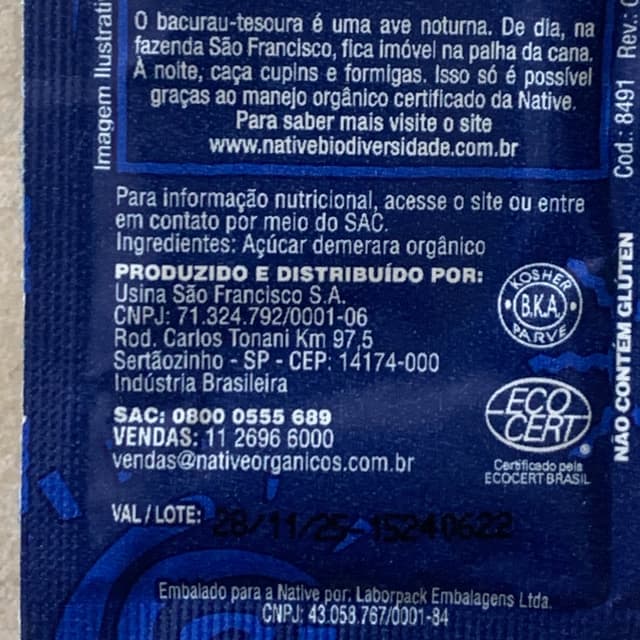 Imagem Ilustrati
O bacurau-tesoura é uma ave noturna. De dia, na
fazenda São Francisco, fica imóvel na palha da cana.
À noite, caça cupins e formigas. Isso só é possível
graças ao manejo orgânico certificado da Native.
Para saber mais visite o site
www.nativebiodiversidade.com.br
Para informação nutricional, acesse o site ou entre
em contato por meio do SAC.
Ingredientes: Açúcar demerara orgânico
PRODUZIDO E DISTRIBUÍDO POR:
Usina São Francisco S.A.
CNPJ: 71.324.792/0001-06
Rod. Carlos Tonani Km 97,5
Sertãozinho - SP - CEP: 14174-000
Indústria Brasileira
SAC: 0800 0555 689
VENDAS: 11 2696 6000
vendas@nativeorganicos.com.br
KOSHER
B.K.A.
PARVE
ECO
CERT
®
Certificado pela
ECOCERT BRASIL
VAL/LOTE: 28/11/25-15240622
Embalado para a Native por: Laborpack Embalagens Ltda.
CNPJ: 43.058.767/0001-84
NÃO CONTÉM GLÚTEN
Cod.: 8491 Rev.: